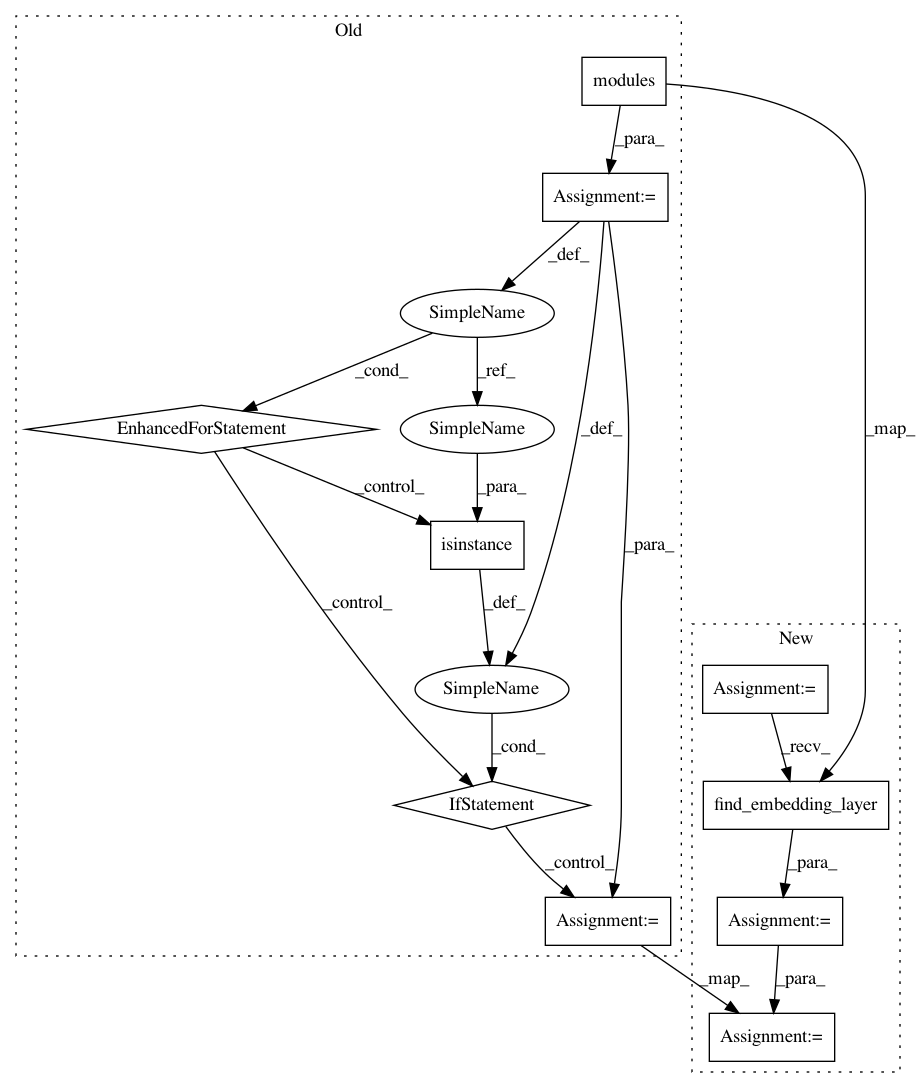 Old
modules
_para_
Assignment:=
_def_
SimpleName
_cond_
_ref_
_map_
EnhancedForStatement
SimpleName
_def_
_control_
_para_
isinstance
_para_
_control_
_def_
New
SimpleName
Assignment:=
_cond_
_recv_
IfStatement
find_embedding_layer
_control_
_para_
Assignment:=
Assignment:=
_map_
_para_
Assignment:=